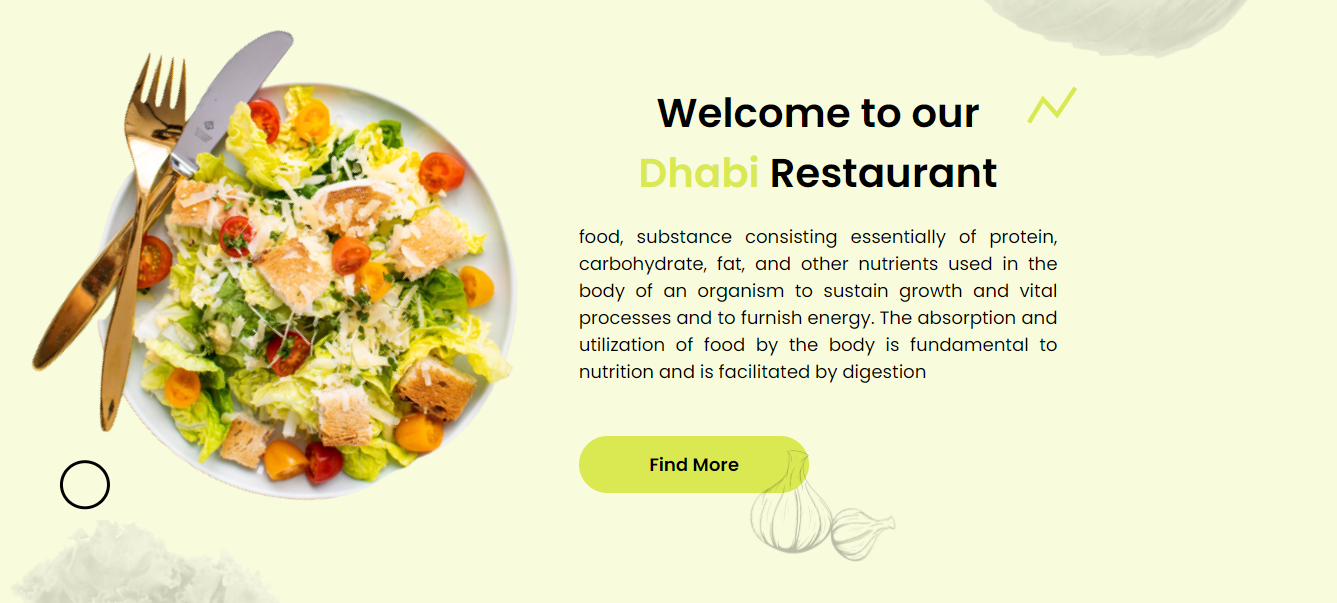 Welcome to our
Dhabi Restaurant
food, substance consisting essentially of protein,
carbohydrate, fat, and other nutrients used in the
body of an organism to sustain growth and vital
processes and to furnish energy. The absorption and
utilization of food by the body is fundamental to
nutrition and is facilitated by digestion
Find More